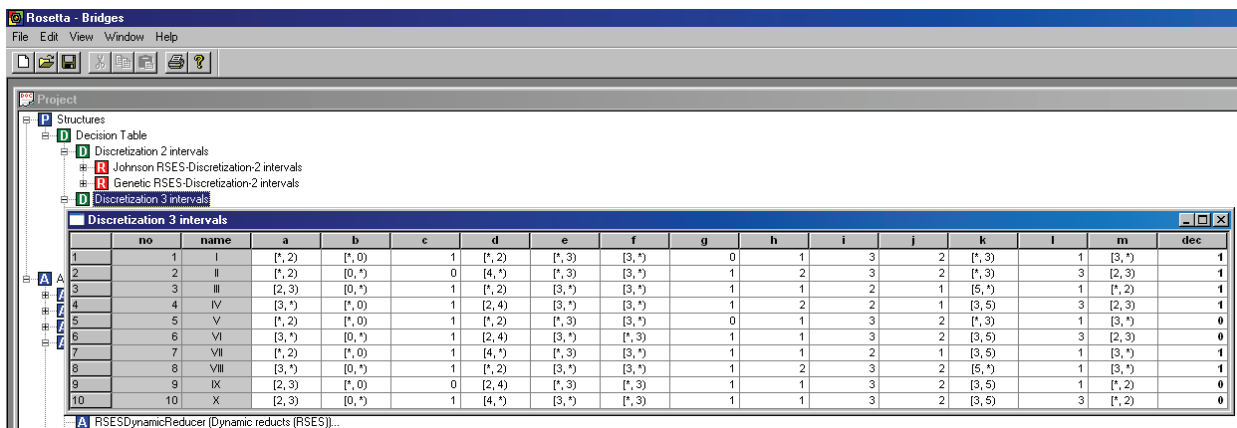 Rosetta - Bridges
File Edit View Window Help
Project
P Structures
D Decision Table
D Discretization 2 intervals
R Johnson RSES-Discretization-2 intervals
R Genetic RSES-Discretization-2 intervals
D Discretization 3 intervals
Discretization 3 intervals
no name a b c d e f g h i j k l m dec
1 1 I [*, 2) [*, 0) 1 [*, 2) [*, 3) [3, *) 0 1 3 2 [*, 3) 1 [3, *) 1
2 2 II [*, 2) [0, *) 0 [4, *) [*, 3) [3, *) 1 2 3 2 [*, 3) 3 [2, 3) 1
3 3 III [2, 3) [0, *) 1 [*, 2) [3, *) [3, *) 1 1 2 1 [5, *) 1 [*, 2) 1
4 4 IV [3, *) [*, 0) 1 [2, 4) [3, *) [3, *) 1 2 2 1 [3, 5) 3 [2, 3) 1
5 5 V [*, 2) [*, 0) 1 [*, 2) [*, 3) [3, *) 0 1 3 2 [*, 3) 1 [3, *) 0
6 6 VI [3, *) [0, *) 1 [2, 4) [3, *) [*, 3) 1 1 3 2 [3, 5) 3 [2, 3) 0
7 7 VII [*, 2) [*, 0) 1 [4, *) [*, 3) [3, *) 1 1 2 1 [3, 5) 1 [3, *) 1
8 8 VIII [3, *) [0, *) 1 [*, 2) [3, *) [3, *) 1 2 3 2 [5, *) 1 [3, *) 1
9 9 IX [2, 3) [*, 0) 0 [2, 4) [*, 3) [*, 3) 1 1 3 2 [3, 5) 1 [*, 2) 0
10 10 X [2, 3) [0, *) 1 [4, *) [3, *) [*, 3) 1 1 3 2 [3, 5) 3 [*, 2) 0
A A
A RSESDynamicReducer (Dynamic reducts (RSES))...